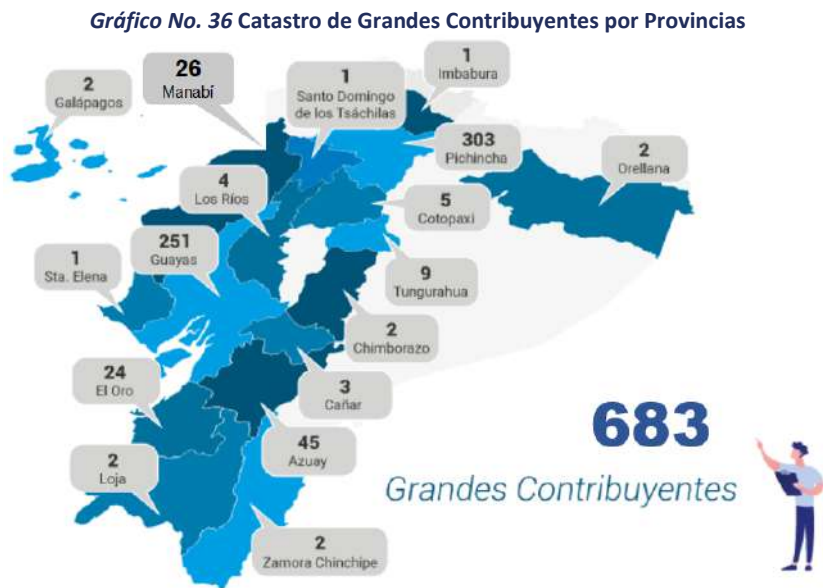 Gráfico No. 36 Catastro de Grandes Contribuyentes por Provincias
2
Galápagos
26
Manabí
1
Santo Domingo
de los Tsáchilas
1
Imbabura
303
Pichincha
2
Orellana
4
Los Ríos
5
Cotopaxi
251
Guayas
1
Sta. Elena
9
Tungurahua
2
Chimborazo
24
El Oro
3
Cañar
45
Azuay
2
Loja
2
Zamora Chinchipe
683
Grandes Contribuyentes